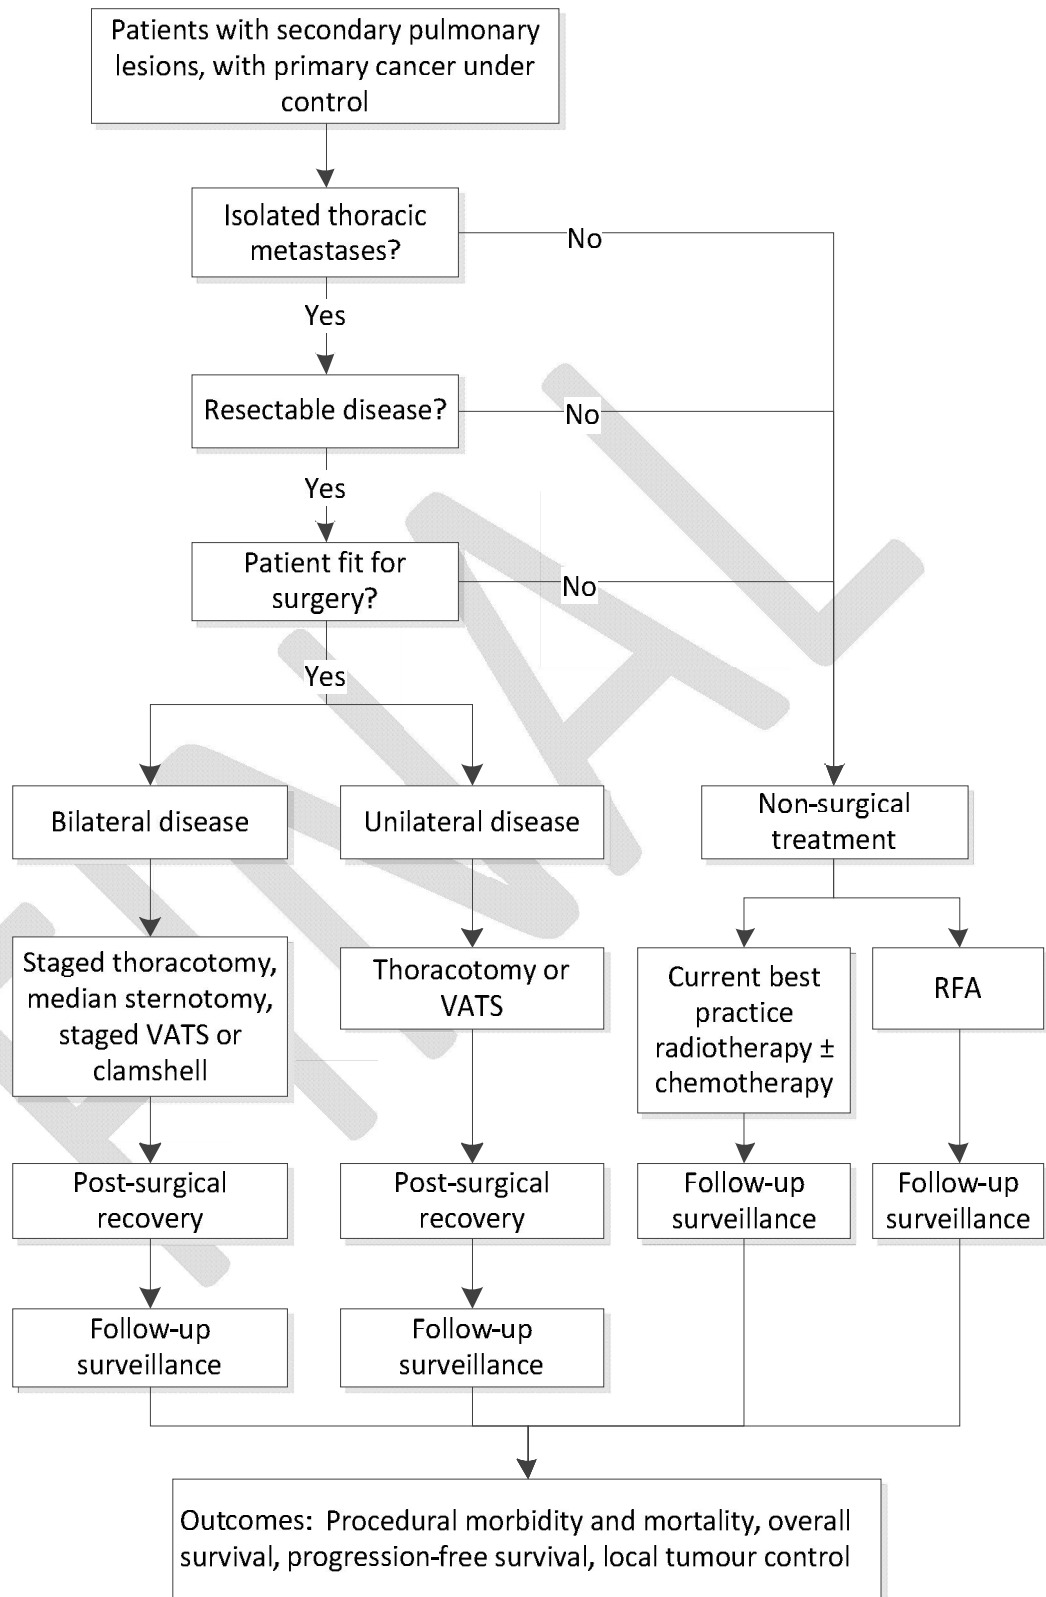 Patients with secondary pulmonary
lesions, with primary cancer under
control
Isolated thoracic
metastases?
No
Yes
Resectable disease?
No
Yes
Patient fit for
surgery?
No
Yes
Bilateral disease
Unilateral disease
Non-surgical
treatment
Staged thoracotomy,
median sternotomy,
staged VATS or
clamshell
Thoracotomy or
VATS
Current best
practice
radiotherapy ±
chemotherapy
RFA
Post-surgical
recovery
Post-surgical
recovery
Follow-up
surveillance
Follow-up
surveillance
Follow-up
surveillance
Follow-up
surveillance
Outcomes: Procedural morbidity and mortality, overall
survival, progression-free survival, local tumour control
FINAL